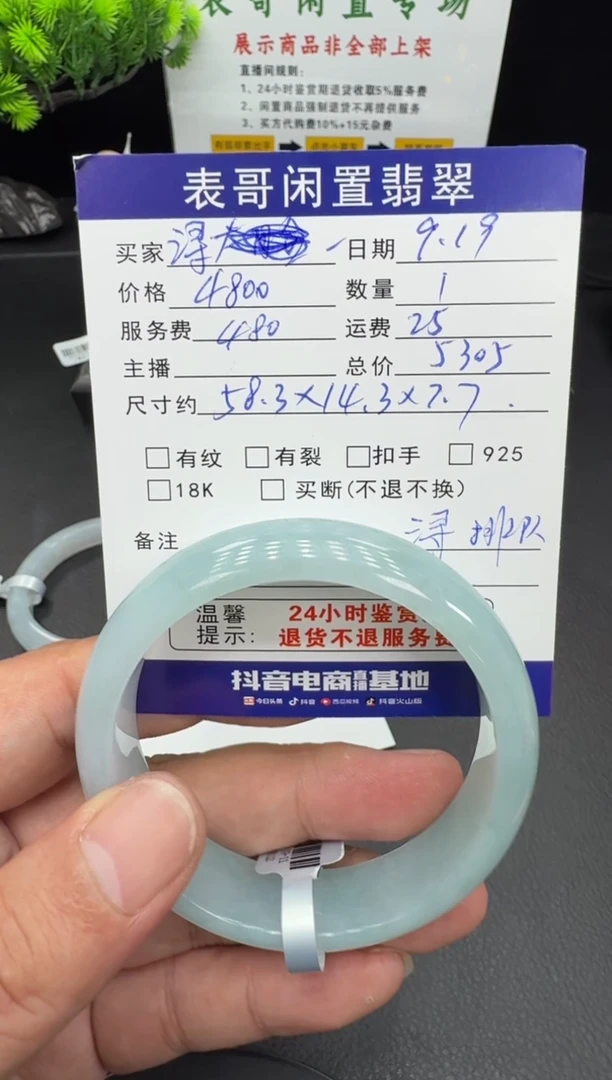 表哥闲置专场
展示商品非全部上架
直播间规则：
1、24小时鉴赏期退货收取5%服务费
2、闲置商品强制退货不再提供服务
3、买方代购费10%+15元杂费
表哥闲置翡翠
买家 日期 9.19
价格 4800 数量 1
服务费 480 运费 25
主播 总价 5305
尺寸约 58.3×14.3×7.7
□有纹 □有裂 □扣手 □925
□18K □买断(不退不换)
备注 浔 排队
温馨 24小时鉴赏
提示: 退货不退服务费
抖音电商直播基地
今日头条 抖音 西瓜视频 抖音火山版